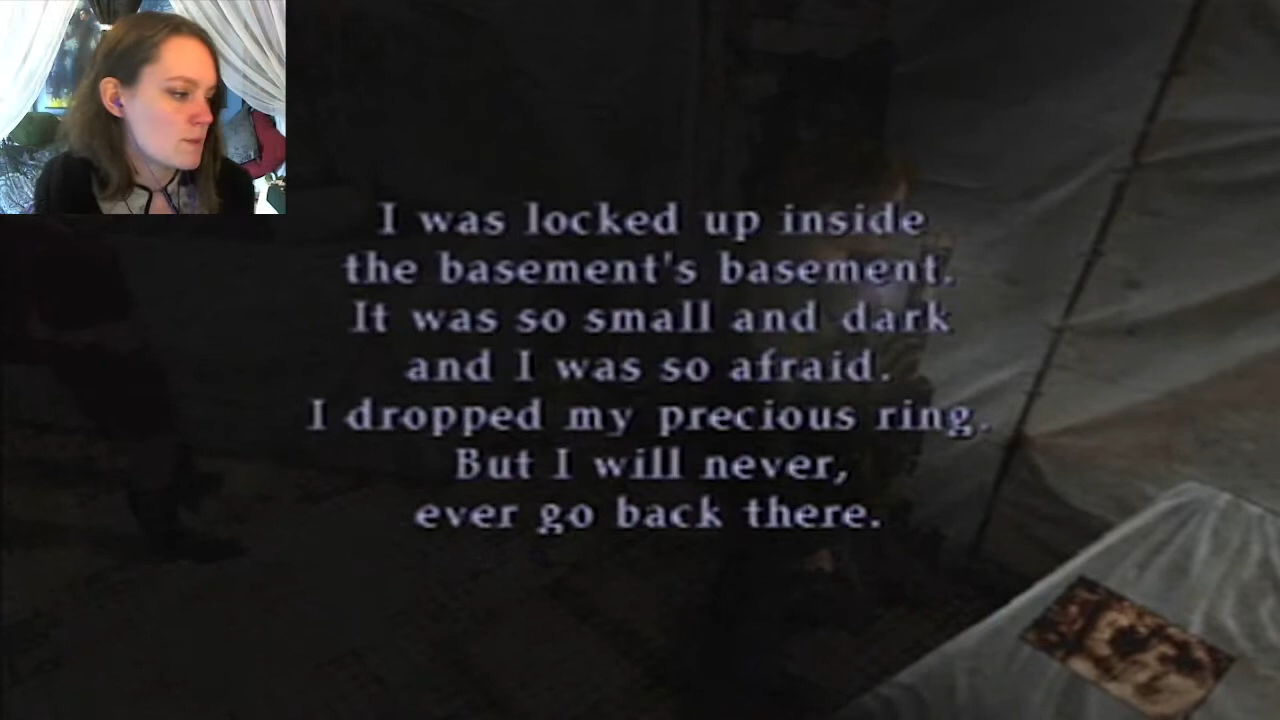 I was locked up inside
the basement's basement.
It was so small and dark
and I was so afraid.
I dropped my precious ring.
But I will never,
ever go back there.